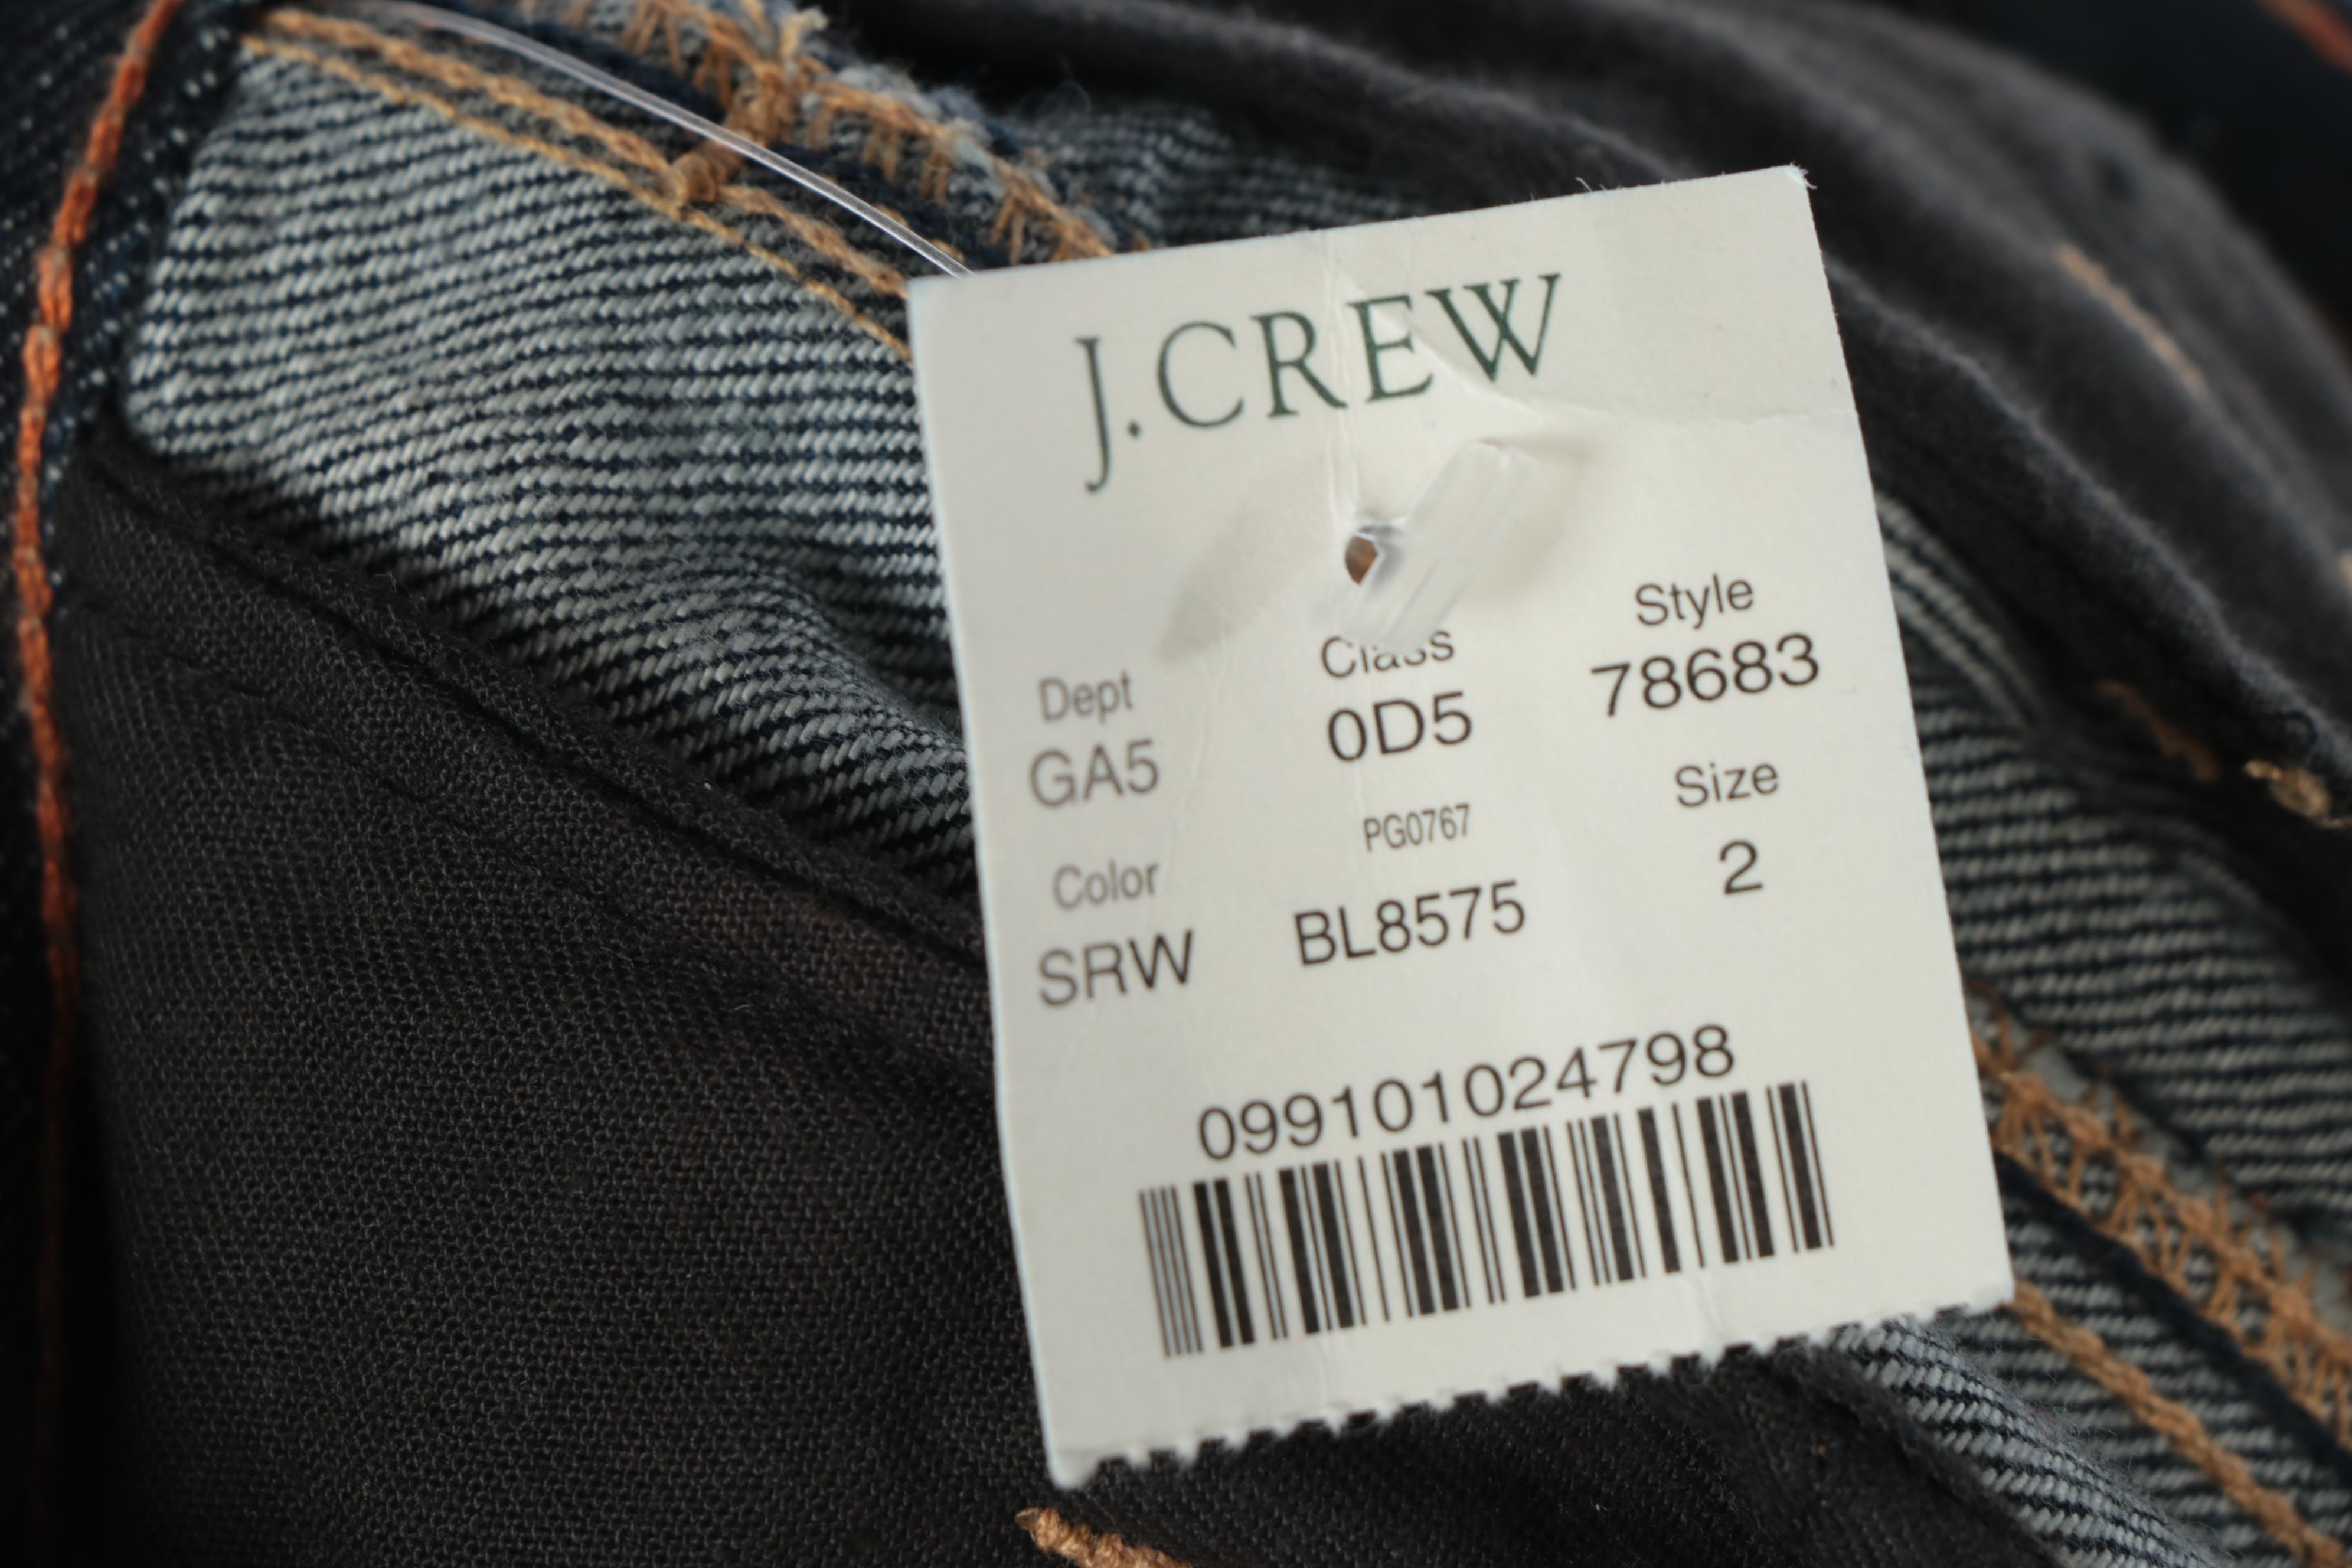 J.CREW
Dept Class Style
GA5 0D5 78683
PG0767
Color Size
SRW BL8575 2
099101024798